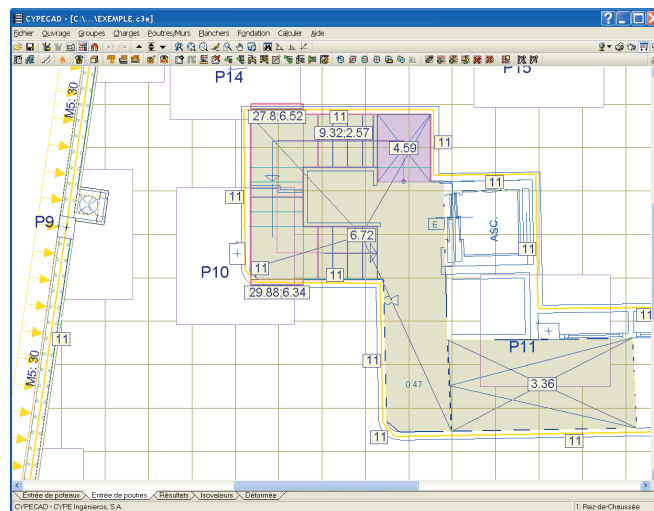 CYPECAD - [C:\...\EXEMPLE.c3e]
Fichier Ouvrage Groupes Charges Poutres/Murs Planchers Fondation Calculer Aide
P14
P15
M5: 30
27.8;6.52
11
9.32;2.57
11
4.59
11
11
P9
E
ASC.
6.72
11
P10
11
11
29.88;6.34
11
11
P11
M5: 30
11
0.47
3.36
11
11
Entrée de poteaux Entrée de poutres Résultats Isovaleurs Déformée
CYPECAD - CYPE Ingenieros, S.A.
1: Rez-de-Chaussée